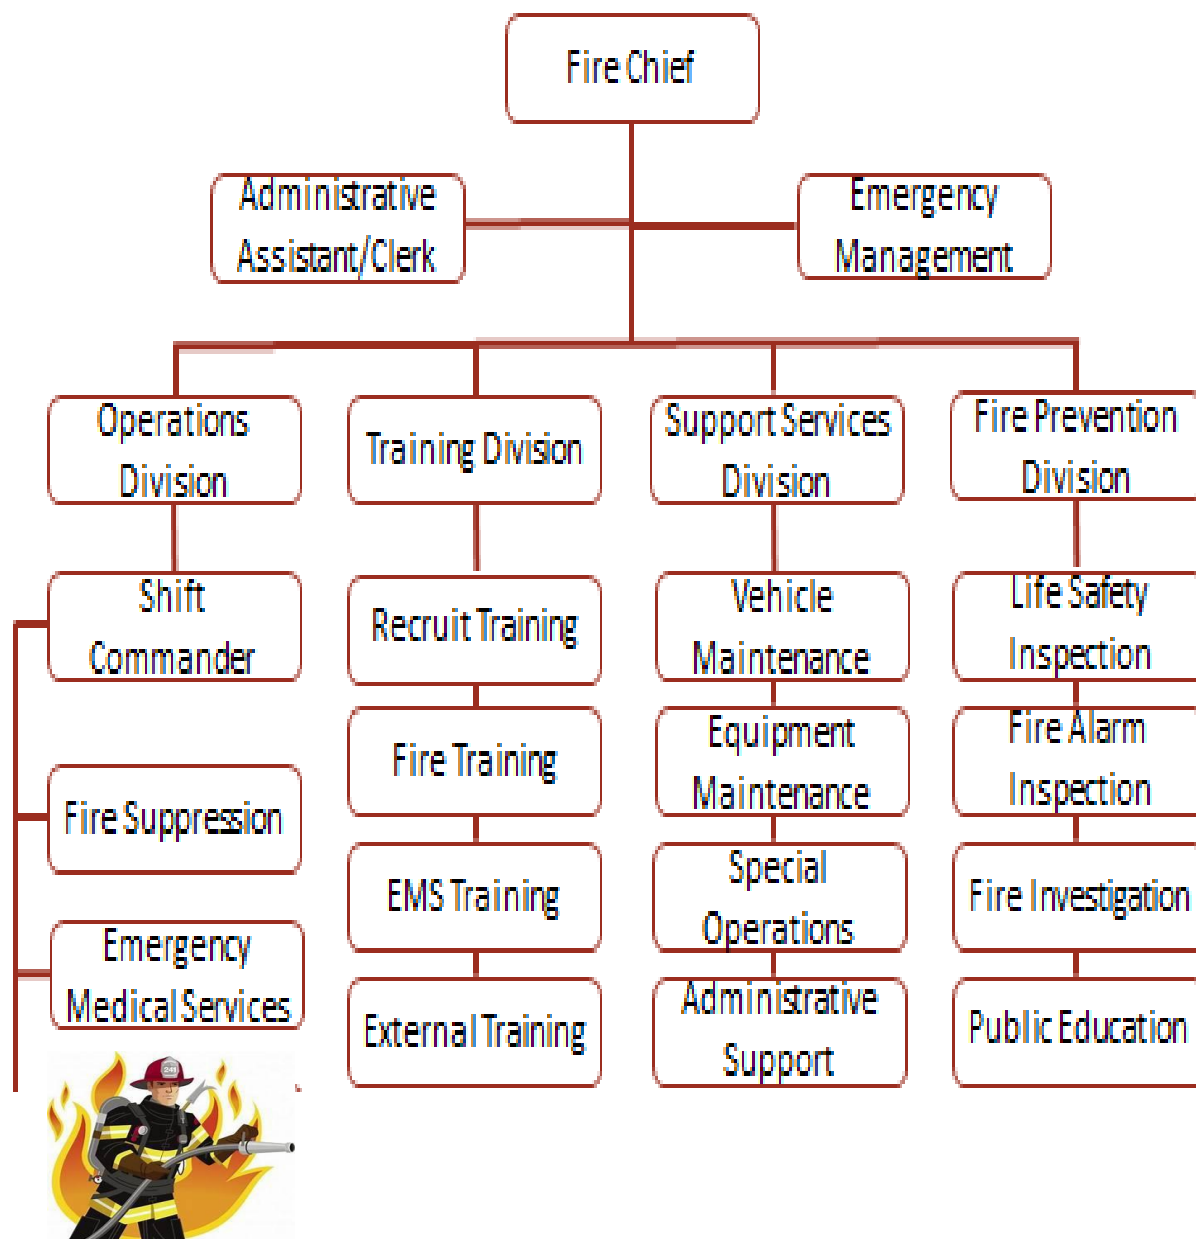 Fire Chief
Administrative
Assistant/Clerk
Emergency
Management
Operations
Division
Training Division
Support Services
Division
Fire Prevention
Division
Shift
Commander
Recruit Training
Vehicle
Maintenance
Life Safety
Inspection
Fire Suppression
Fire Training
Equipment
Maintenance
Fire Alarm
Inspection
Emergency
Medical Services
EMS Training
Special
Operations
Fire Investigation
External Training
Administrative
Support
Public Education
241